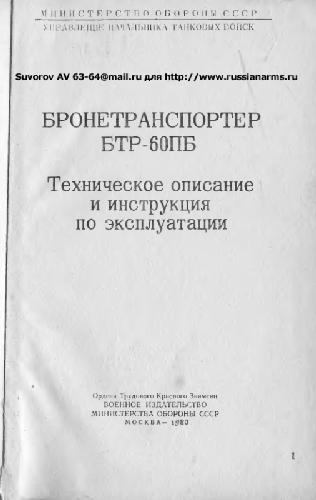 МИНИСТЕРСТВО ОБОРОНЫ СССР
УПРАВЛЕНИЕ НАЧАЛЬНИКА ТАНКОВЫХ ВОЙСК
Suvorov AV 63-64@mail.ru для http://www.russianarms.ru
БРОНЕТРАНСПОРТЕР
БТР-60ПБ
Техническое описание
и инструкция
по эксплуатации
Ордена Трудового Красного Знамени
ВОЕННОЕ ИЗДАТЕЛЬСТВО
МИНИСТЕРСТВА ОБОРОНЫ СССР
МОСКВА—
1